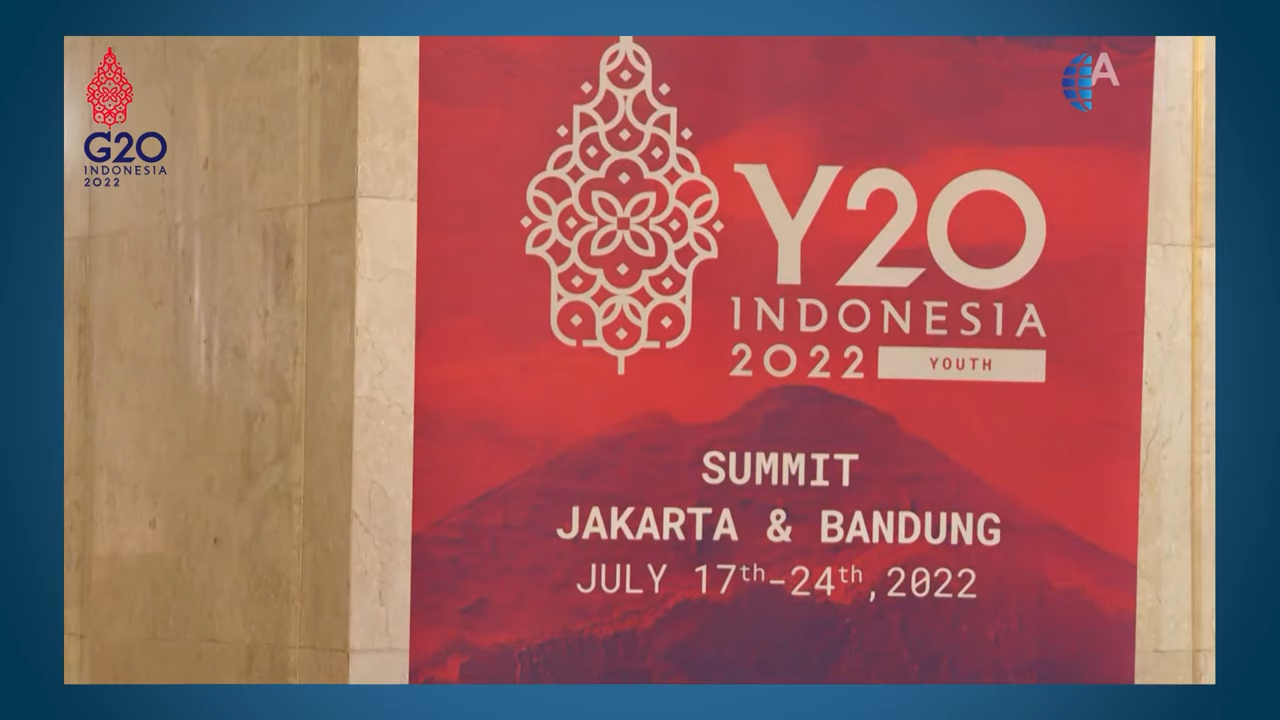 G20
INDONESIA
2022
A
Y20
INDONESIA
2022 YOUTH
SUMMIT
JAKARTA & BANDUNG
JULY 17th-24th,2022